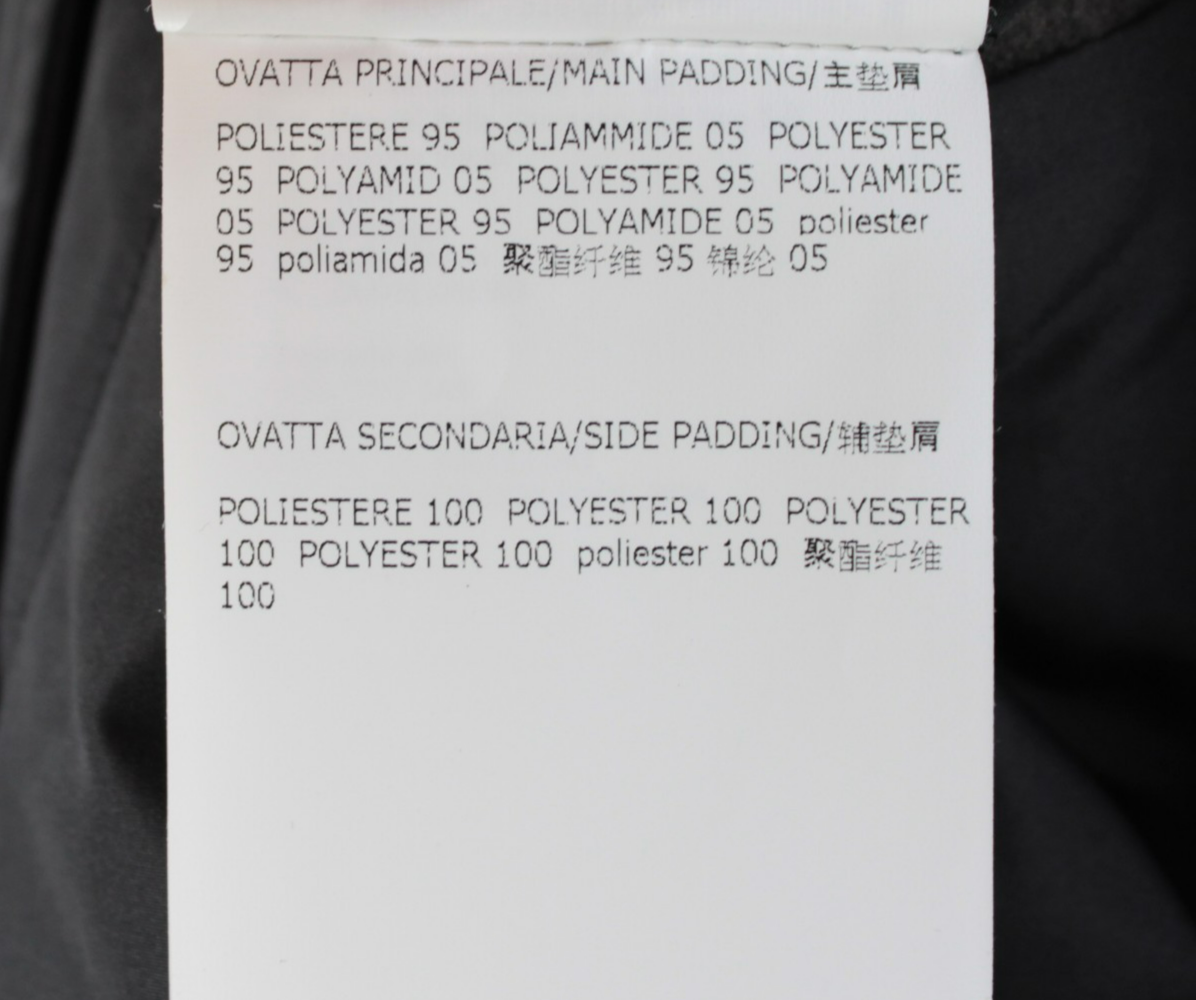 OVATTA PRINCIPALE/MAIN PADDING/主垫肩
POLIESTERE 95 POLIAMMIDE 05 POLYESTER
95 POLYAMID 05 POLYESTER 95 POLYAMIDE
05 POLYESTER 95 POLYAMIDE 05 poliester
95 poliamida 05 聚酯纤维 95 锦纶 05
OVATTA SECONDARIA/SIDE PADDING/辅垫肩
POLIESTERE 100 POLYESTER 100 POLYESTER
100 POLYESTER 100 poliester 100 聚酯纤维
100